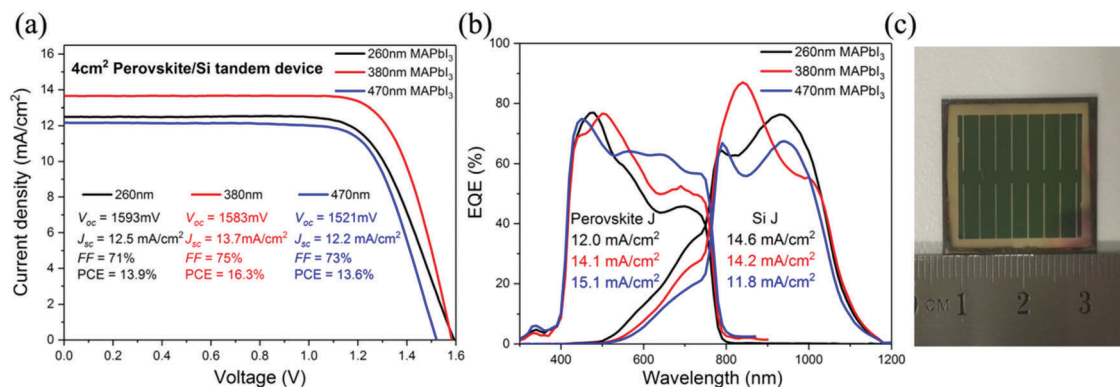 (a)
4cm² Perovskite/Si tandem device
260nm MAPbI₃
380nm MAPbI₃
470nm MAPbI₃
Current density (mA/cm²)
16
14
12
10
8
6
4
2
0
260nm
380nm
470nm
Voc = 1593mV
Voc = 1583mV
Voc = 1521mV
Jsc = 12.5 mA/cm²
Jsc = 13.7mA/cm²
Jsc = 12.2 mA/cm²
FF = 71%
FF = 75%
FF = 73%
PCE = 13.9%
PCE = 16.3%
PCE = 13.6%
0.0 0.2 0.4 0.6 0.8 1.0 1.2 1.4 1.6
Voltage (V)
(b)
260nm MAPbI₃
380nm MAPbI₃
470nm MAPbI₃
EQE (%)
100
80
60
40
20
0
Perovskite J
12.0 mA/cm²
14.1 mA/cm²
15.1 mA/cm²
Si J
14.6 mA/cm²
14.2 mA/cm²
11.8 mA/cm²
400 600 800 1000 1200
Wavelength (nm)
(c)
CM 1 2 3